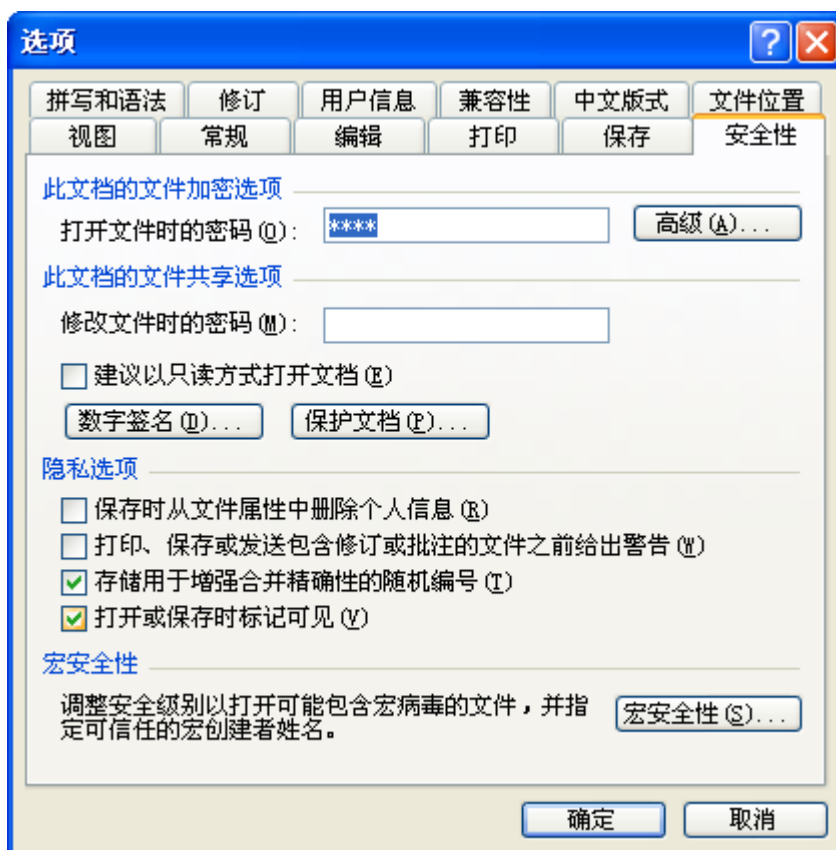 选项
拼写和语法 修订 用户信息 兼容性 中文版式 文件位置
视图 常规 编辑 打印 保存 安全性
此文档的文件加密选项
打开文件时的密码(O): **** 高级(A)...
此文档的文件共享选项
修改文件时的密码(M):
建议以只读方式打开文档(E)
数字签名(D)... 保护文档(P)...
隐私选项
保存时从文件属性中删除个人信息(R)
打印、保存或发送包含修订或批注的文件之前给出警告(W)
存储用于增强合并精确性的随机编号(T)
打开或保存时标记可见(V)
宏安全性
调整安全级别以打开可能包含宏病毒的文件，并指
定可信任的宏创建者姓名。 宏安全性(S)...
确定 取消